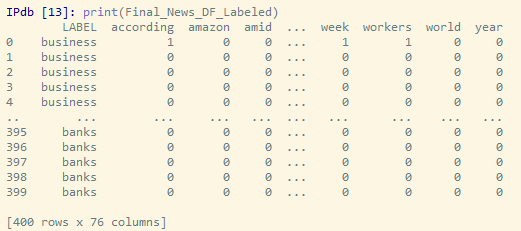 IPdb [13]: print(Final_News_DF_Labeled)
LABEL according amazon amid ... week workers world year
0 business 1 0 0 ... 1 1 0 0
1 business 0 0 0 ... 0 0 0 0
2 business 0 0 0 ... 0 0 0 0
3 business 0 0 0 ... 0 0 0 0
4 business 0 0 0 ... 0 0 0 0
.. ... ... ... ... ... ... ... ... ...
395 banks 0 0 0 ... 0 0 0 0
396 banks 0 0 0 ... 0 0 0 0
397 banks 0 0 0 ... 0 0 0 0
398 banks 0 0 0 ... 0 0 0 0
399 banks 0 0 0 ... 0 0 0 0
[400 rows x 76 columns]